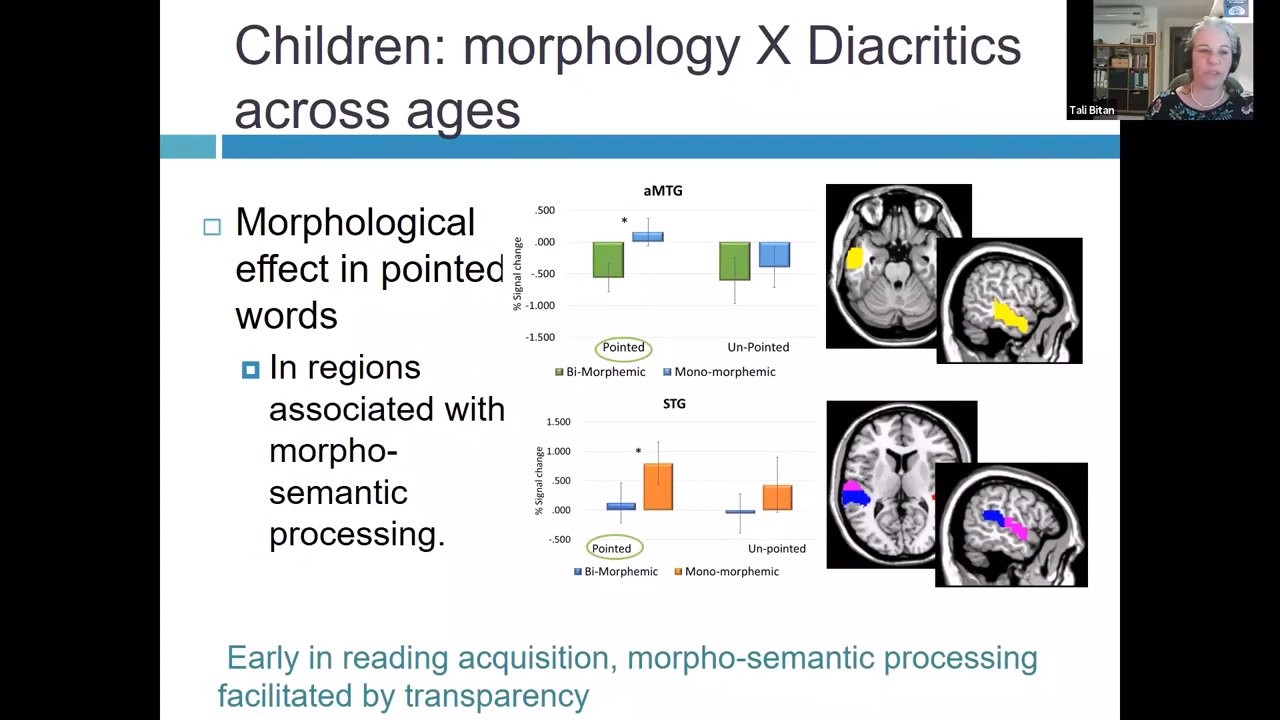 Children: morphology X Diacritics
across ages
Tali Bitan
Morphological
effect in pointed
words
In regions
associated with
morpho-
semantic
processing.
aMTG
% Signal change
.500
.000
-.500
-1.000
-1.500
*
Pointed
Un-Pointed
Bi-Morphemic
Mono-morphemic
STG
% Signal change
1.500
1.000
.500
.000
-.500
*
Pointed
Un-pointed
Bi-Morphemic
Mono-morphemic
Early in reading acquisition, morpho-semantic processing
facilitated by transparency